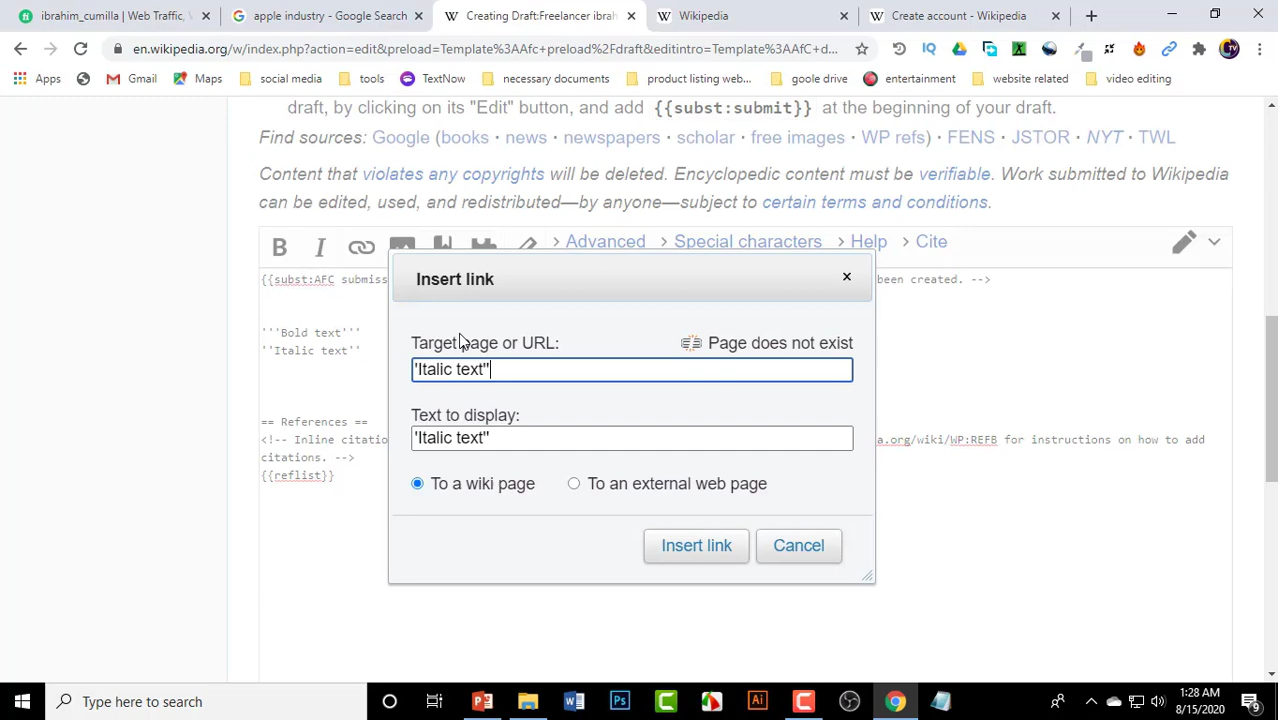 ibrahim_cumilla | Web Traffic,
apple industry - Google Search
Creating Draft:Freelancer ibrah
Wikipedia
Create account - Wikipedia
en.wikipedia.org/w/index.php?action=edit&preload=Template%3AAfc+preload%2Fdraft&editintro=Template%3AAfC+d...
Apps
Gmail
Maps
social media
tools
TextNow
necessary documents
product listing web...
goole drive
entertainment
website related
video editing
draft, by clicking on its "Edit" button, and add {{subst:submit}} at the beginning of your draft.
Find sources: Google (books · news · newspapers · scholar · free images · WP refs) · FENS · JSTOR · NYT · TWL
Content that violates any copyrights will be deleted. Encyclopedic content must be verifiable. Work submitted to Wikipedia
can be edited, used, and redistributed—by anyone—subject to certain terms and conditions.
B I Advanced Special characters Help Cite
{{subst:AFC submiss
een created. -->
'''Bold text'''
''Italic text''
== References ==
<!-- Inline citatio
a.org/wiki/WP:REFB for instructions on how to add
citations. -->
{{reflist}}
Insert link
×
Target page or URL:
Page does not exist
'Italic text''
Text to display:
'Italic text''
To a wiki page
To an external web page
Insert link
Cancel
Type here to search
1:28 AM
8/15/2020
9